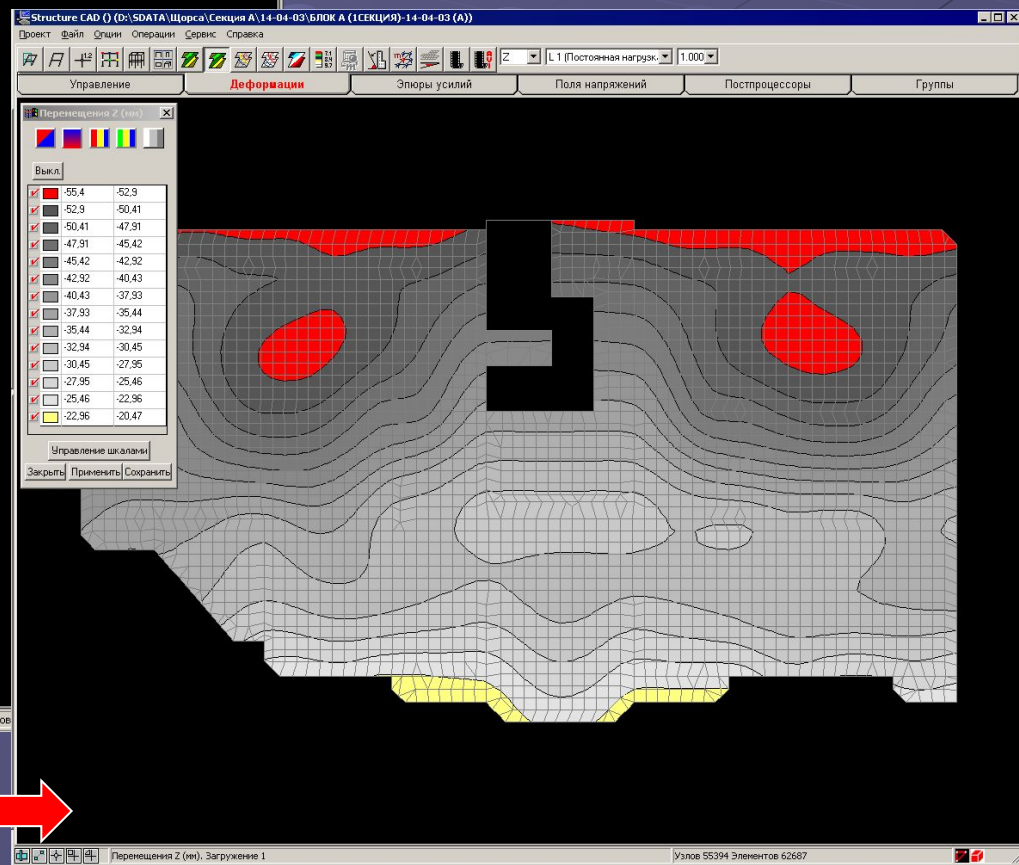 Structure CAD () (D:\SDATA\Щорса\Секция А\14-04-03\БЛОК А (1СЕКЦИЯ)-14-04-03 (А))
Проект Файл Опции Операции Сервис Справка
Z L 1 (Постоянная нагрузк. 1.000
Управление Деформации Эпюры усилий Поля напряжений Постпроцессоры Группы
Перемещения Z (мм)
Выкл.
-55,4 -52,9
-52,9 -50,41
-50,41 -47,91
-47,91 -45,42
-45,42 -42,92
-42,92 -40,43
-40,43 -37,93
-37,93 -35,44
-35,44 -32,94
-32,94 -30,45
-30,45 -27,95
-27,95 -25,46
-25,46 -22,96
-22,96 -20,47
Управление шкалами
Закрыть Применить Сохранить
ов
Перемещения Z (мм). Загружение 1 Узлов 55394 Элементов 62687